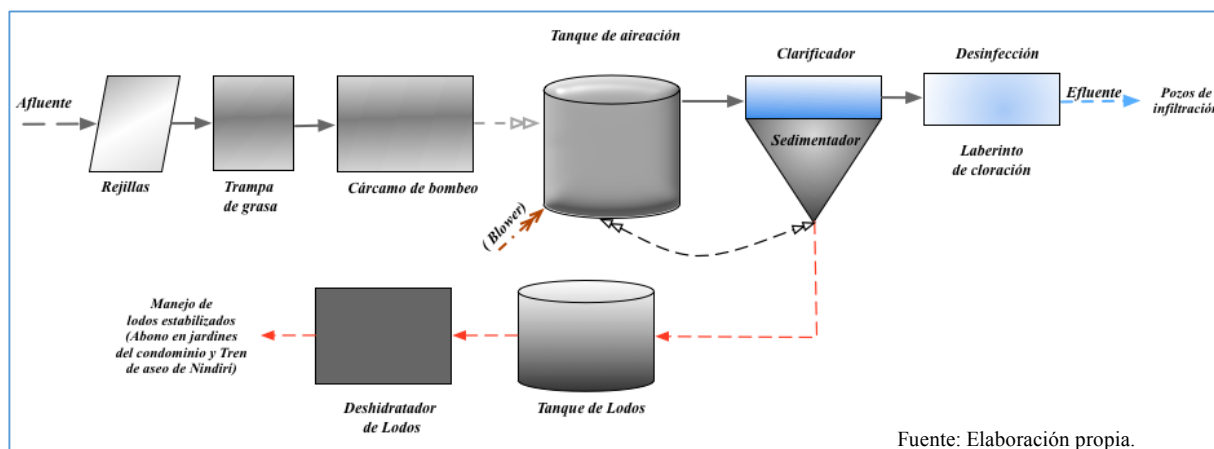 Tanque de aireación
Clarificador
Desinfección
Afluente
Efluente
Pozos de
infiltración
Sedimentador
Rejillas
Trampa
de grasa
Cárcamo de bombeo
Laberinto
de cloración
(Blower)
Manejo de
lodos estabilizados
(Abono en jardines
del condominio y Tren
de aseo de Nindirí)
Deshidratador
de Lodos
Tanque de Lodos
Fuente: Elaboración propia.